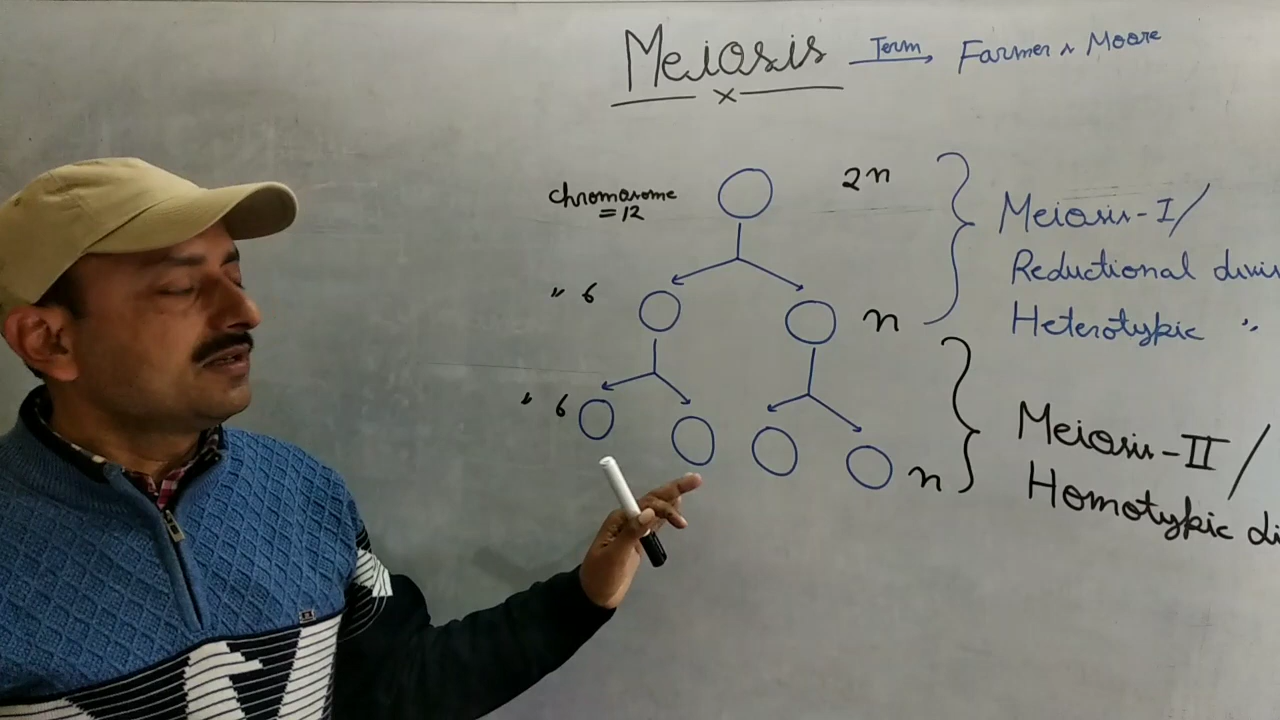 Meiosis Term Farmer & Moore
x
chromosome
= 12
2n
Meiosis-I/
Reductional divis
Heterotypic "
" 6
n
" 6
n
Meiosis-II/
Homotypic di